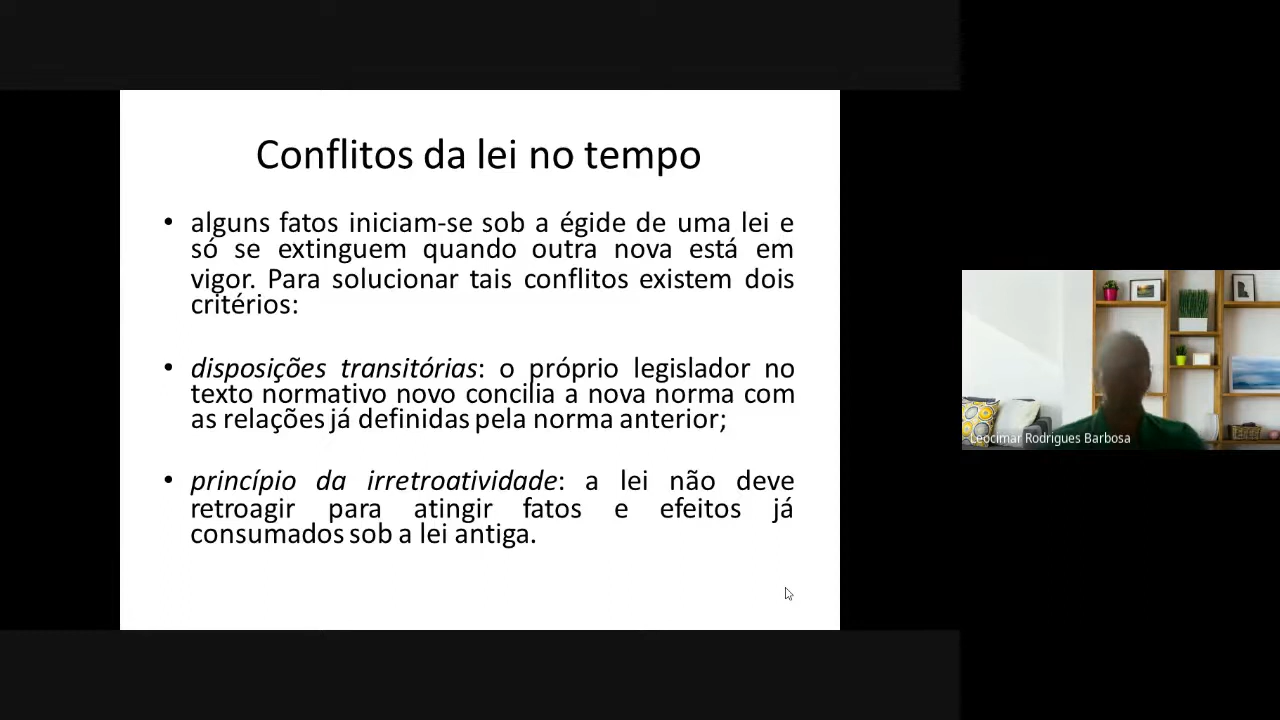 Conflitos da lei no tempo
• alguns fatos iniciam-se sob a égide de uma lei e
só se extinguem quando outra nova está em
vigor. Para solucionar tais conflitos existem dois
critérios:
• disposições transitórias: o próprio legislador no
texto normativo novo concilia a nova norma com
as relações já definidas pela norma anterior;
• princípio da irretroatividade: a lei não deve
retroagir para atingir fatos e efeitos já
consumados sob a lei antiga.
Leocimar Rodrigues Barbosa